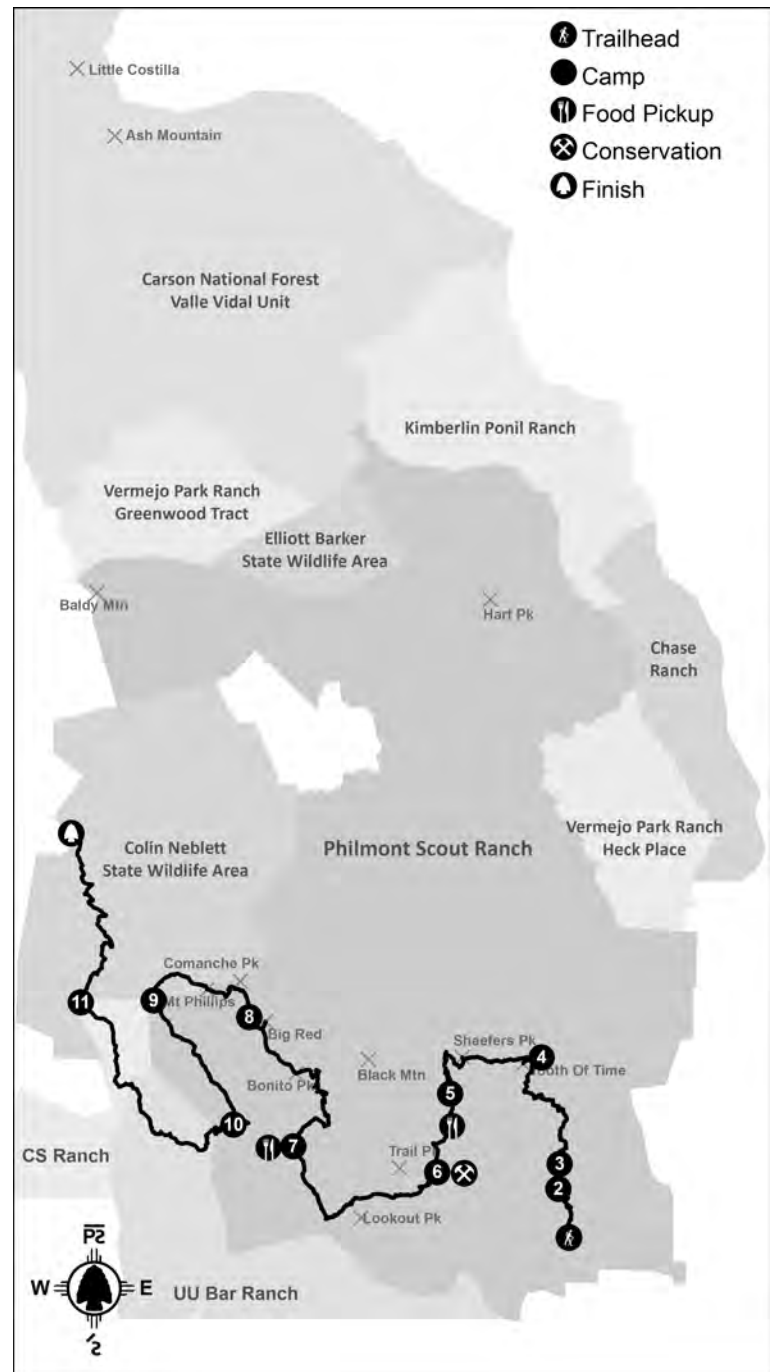 Trailhead
Camp
Food Pickup
Conservation
Finish
Little Costilla
Ash Mountain
Carson National Forest
Valle Vidal Unit
Kimberlin Ponil Ranch
Vermejo Park Ranch
Greenwood Tract
Elliott Barker
State Wildlife Area
Baldy Mtn
Hart Pk
Chase
Ranch
Vermejo Park Ranch
Heck Place
Colin Neblett
State Wildlife Area
Philmont Scout Ranch
Comanche Pk
Mt Phillips
11
9
8
Big Red
Sheefers Pk
4
Tooth Of Time
Black Mtn
Bonito Pk
5
10
7
CS Ranch
Trail Pk
6
3
2
Lookout Pk
W
E
UU Bar Ranch